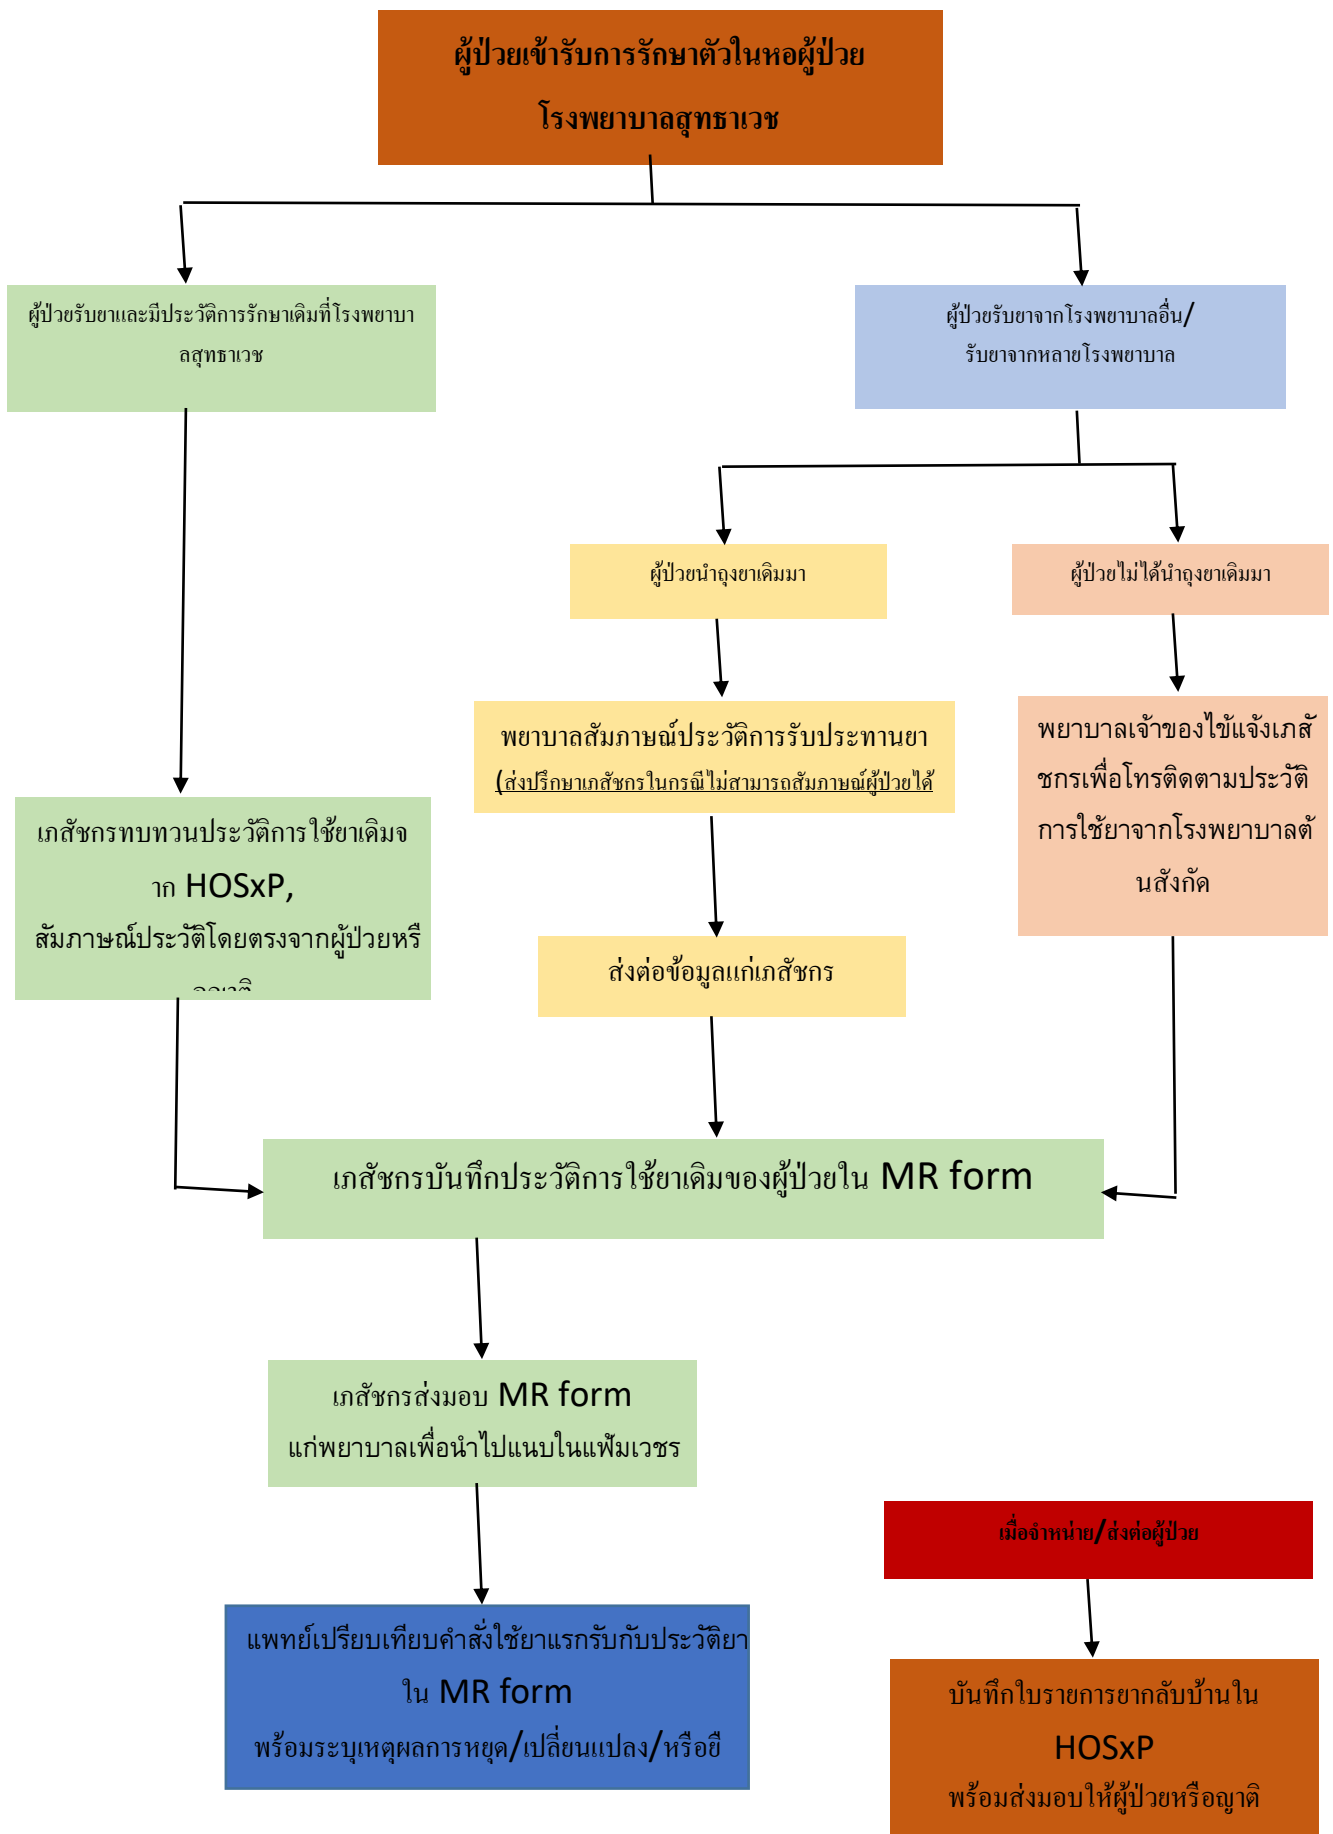 ผู้ป่วยเข้ารับการรักษาตัวในหอผู้ป่วย
โรงพยาบาลสุทธาเวช
ผู้ป่วยรับยาและมีประวัติการรักษาเดิมที่โรงพยาบา
ลสุทธาเวช
ผู้ป่วยรับยาจากโรงพยาบาลอื่น/
รับยาจากหลายโรงพยาบาล
ผู้ป่วยนำถุงยาเดิมมา
ผู้ป่วยไม่ได้นำถุงยาเดิมมา
พยาบาลสัมภาษณ์ประวัติการรับประทานยา
(ส่งปรึกษาเภสัชกรในกรณีไม่สามารถสัมภาษณ์ผู้ป่วยได้
พยาบาลเจ้าของไข้แจ้งเภสั
ชกรเพื่อโทรติดตามประวัติ
การใช้ยาจากโรงพยาบาลต้
นสังกัด
เภสัชกรทบทวนประวัติการใช้ยาเดิมจ
าก HOSxP,
สัมภาษณ์ประวัติโดยตรงจากผู้ป่วยหรื
ส่งต่อข้อมูลแก่เภสัชกร
เภสัชกรบันทึกประวัติการใช้ยาเดิมของผู้ป่วยใน MR form
เภสัชกรส่งมอบ MR form
แก่พยาบาลเพื่อนำไปแนบในแฟ้มเวชร
เมื่อจำหน่าย/ส่งต่อผู้ป่วย
แพทย์เปรียบเทียบคำสั่งใช้ยาแรกรับกับประวัติยา
ใน MR form
พร้อมระบุเหตุผลการหยุด/เปลี่ยนแปลง/หรือยื
บันทึกใบรายการยากลับบ้านใน
HOSxP
พร้อมส่งมอบให้ผู้ป่วยหรือญาติ